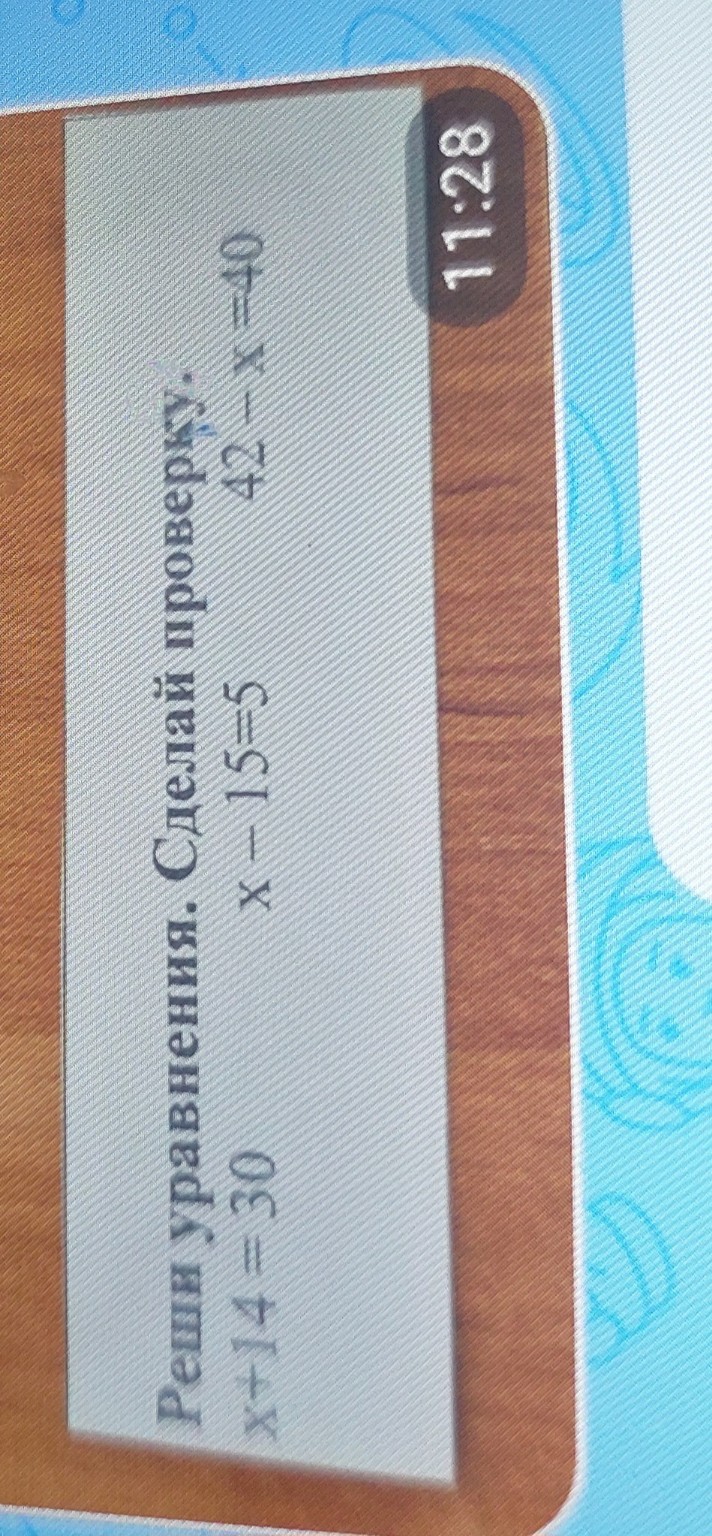 Реши уравнения. Сделай проверку.
x+14 = 30 x – 15=5 42 – x =40
11:28